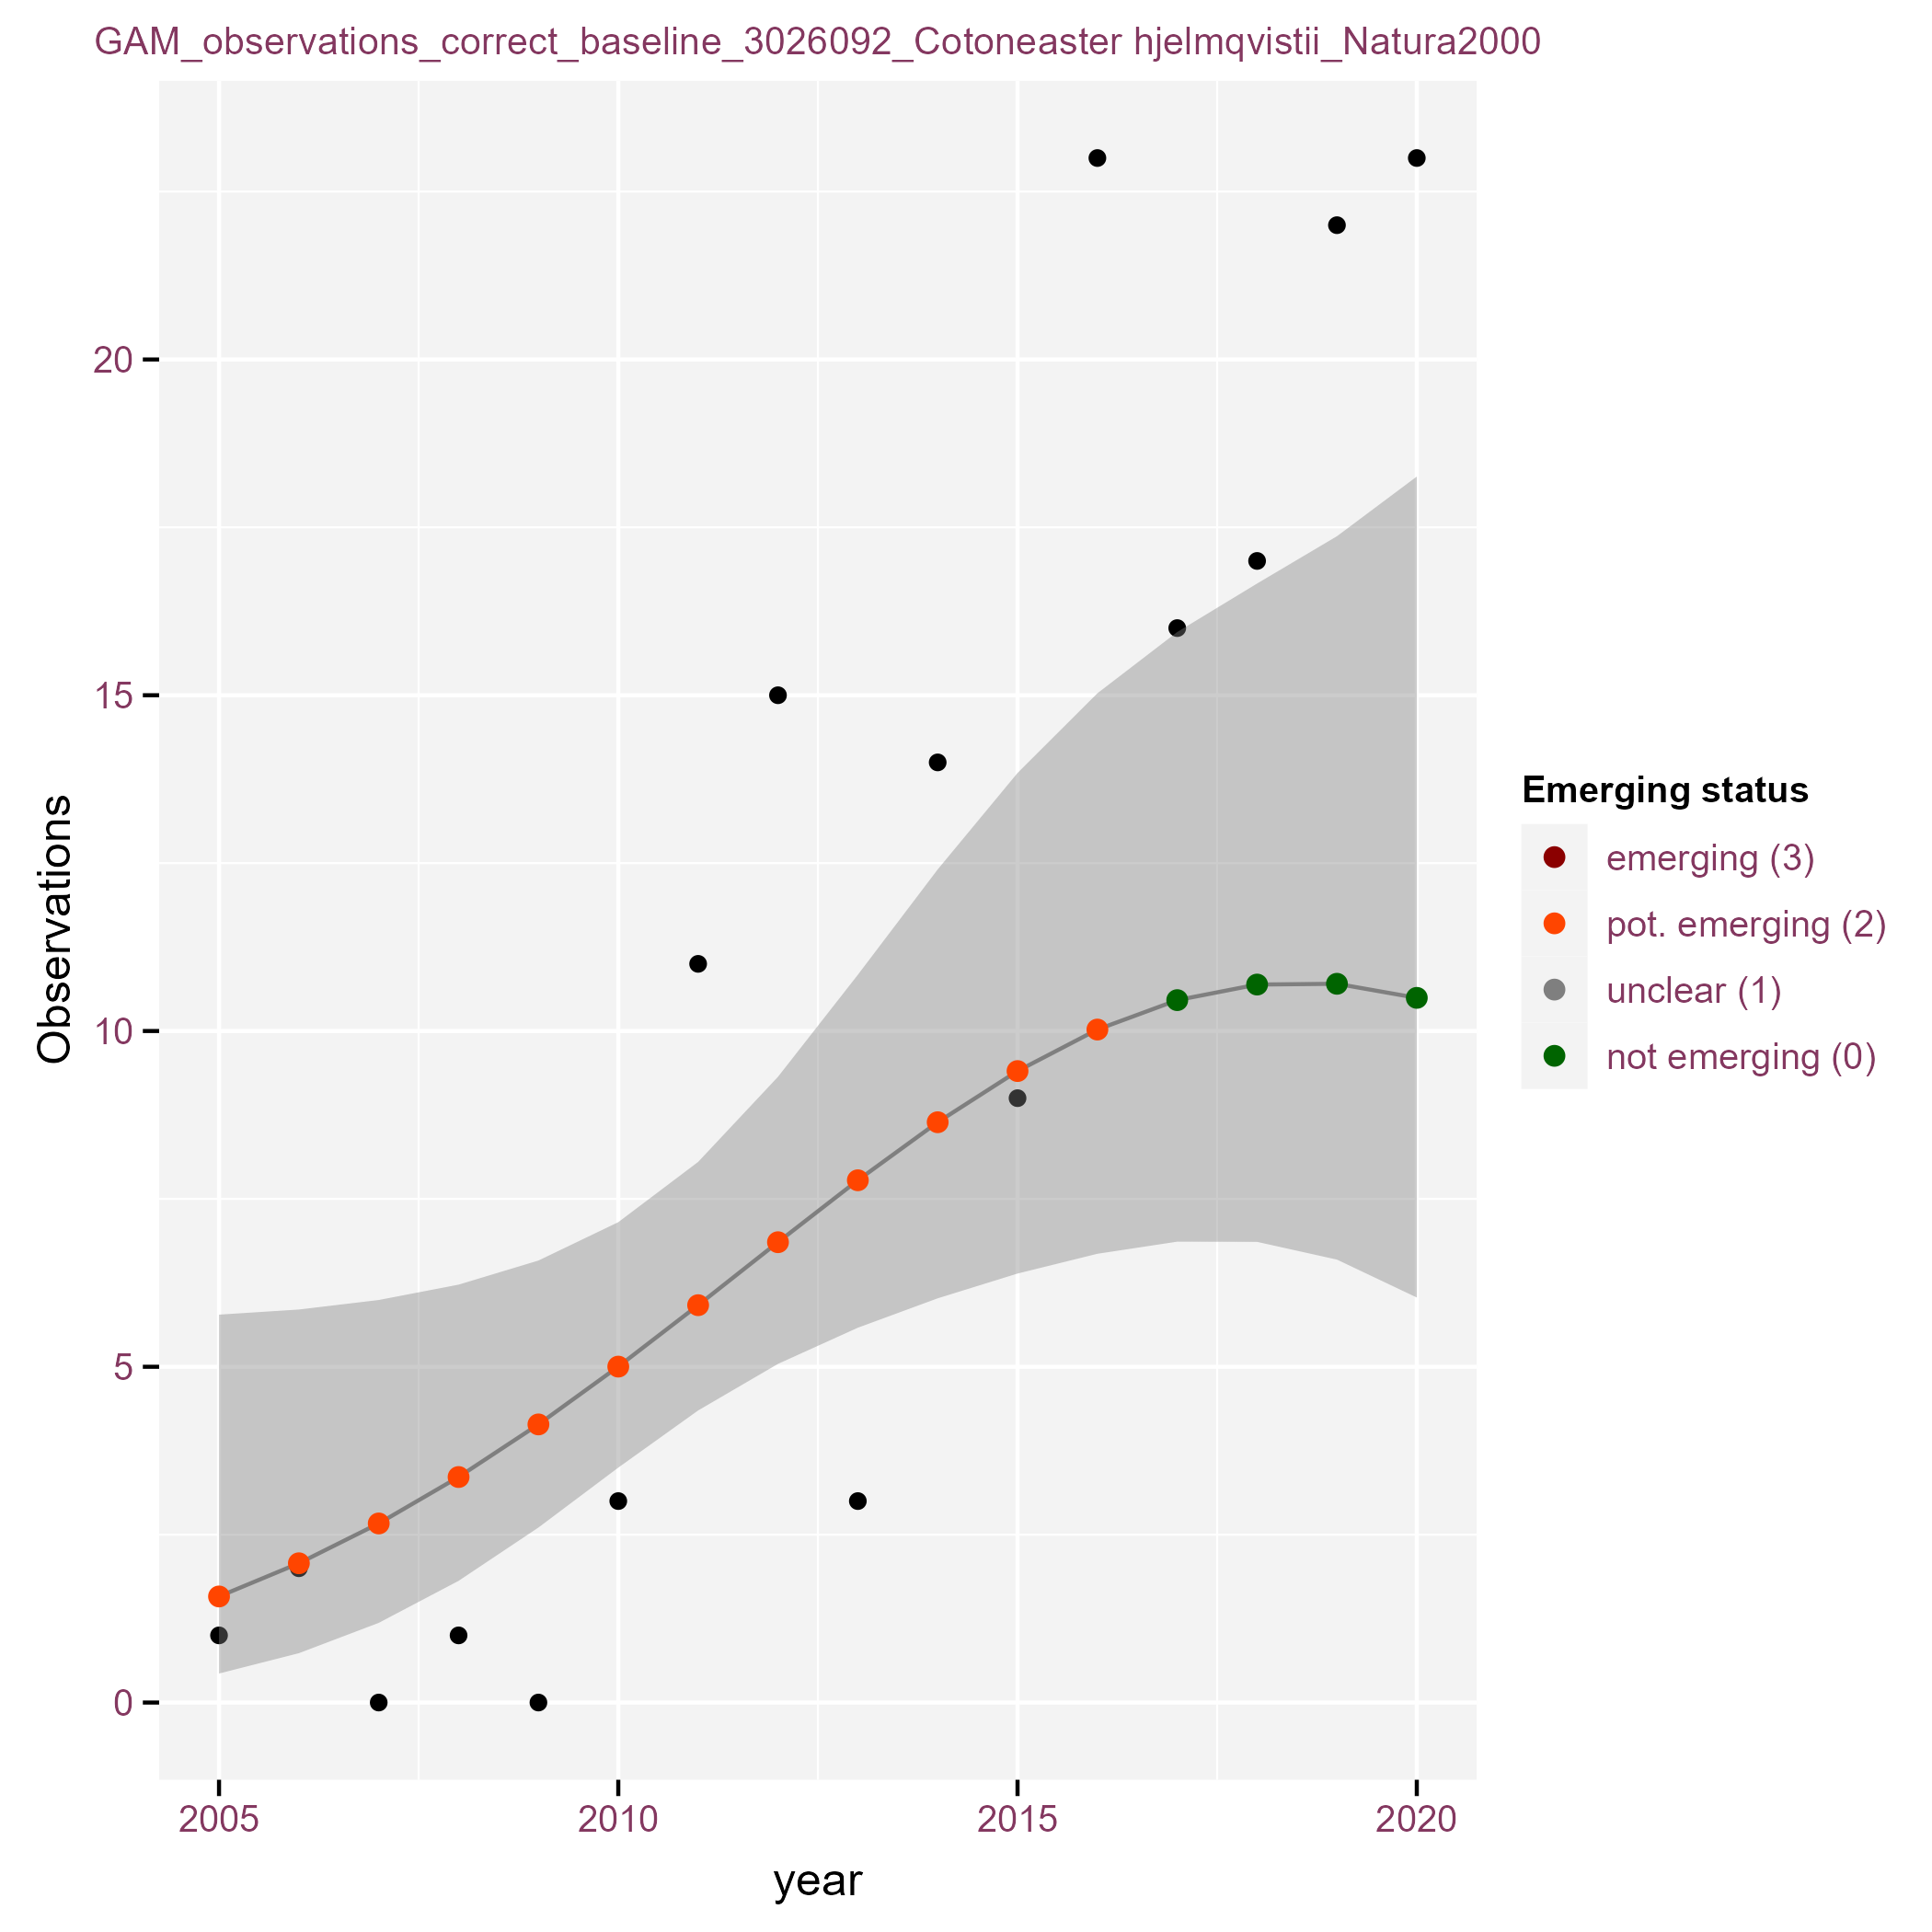 GAM_observations_correct_baseline_3026092_Cotoneaster hjelmqvistii_Natura2000
Observations
20
15
10
5
0
2005 2010 2015 2020
year
Emerging status
emerging (3)
pot. emerging (2)
unclear (1)
not emerging (0)